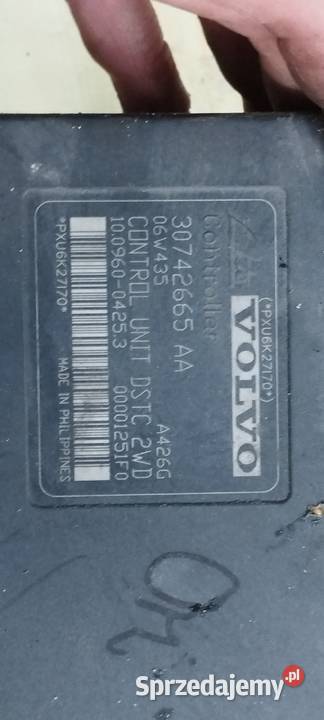 (*PXU6K27170*)
VOLVO
Controller
30742665 AA
06W435 A426G
CONTROL UNIT DSTC 2WD
10.0960-0425.3 00001251F0
*PXU6K27170*
MADE IN PHILIPPINES
Sprzedajemy.pl